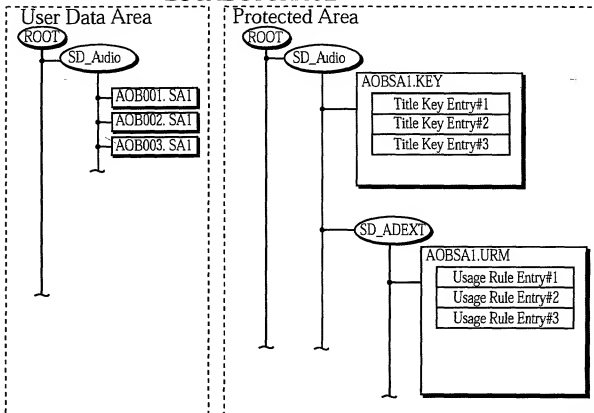 User Data Area
ROOT
SD_Audio
AOB001. SA1
AOB002. SA1
AOB003. SA1
Protected Area
ROOT
SD_Audio
AOBSA1.KEY
Title Key Entry#1
Title Key Entry#2
Title Key Entry#3
SD_ADEXT
AOBSA1.URM
Usage Rule Entry#1
Usage Rule Entry#2
Usage Rule Entry#3